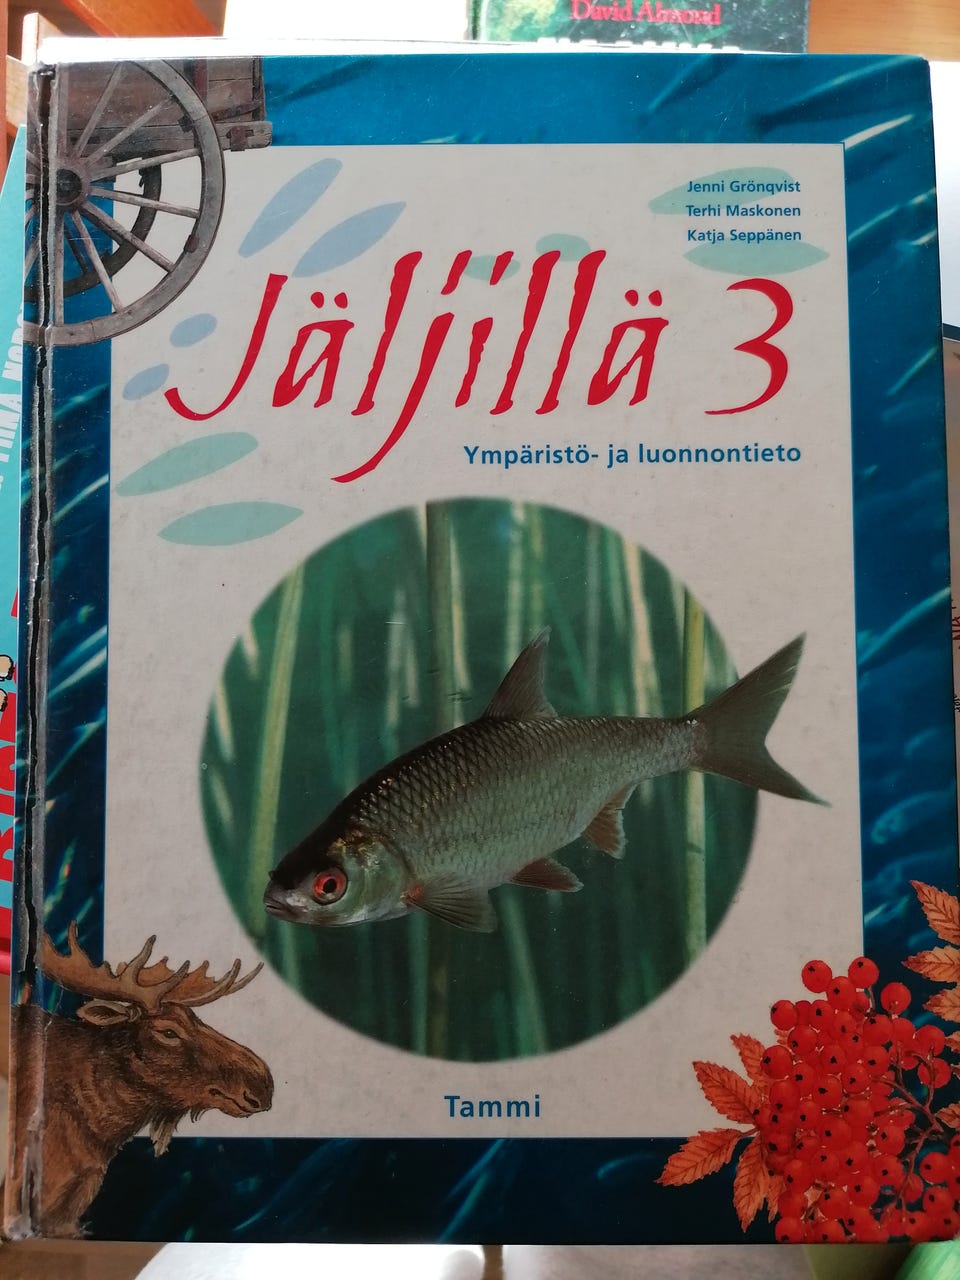 David Almond
Jenni Grönqvist
Terhi Maskonen
Katja Seppänen
Jäljillä 3
Ympäristö- ja luonnontieto
Tammi